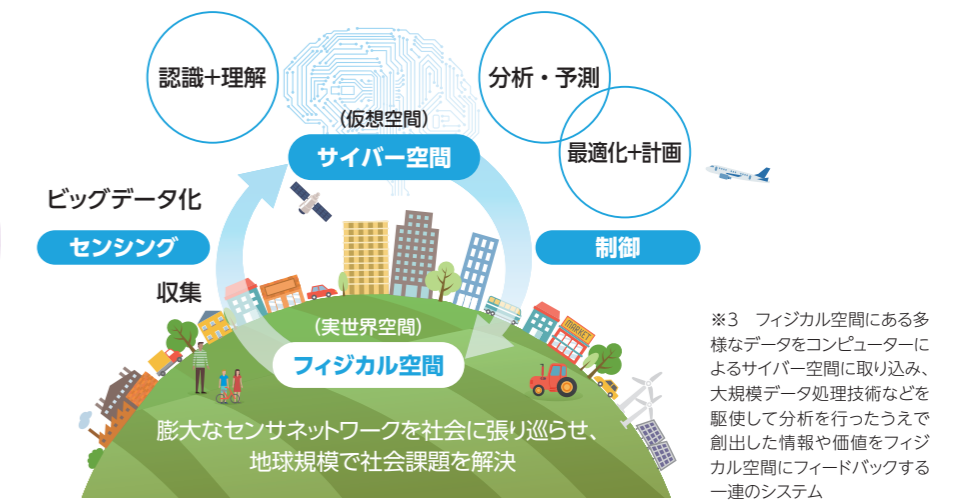 認識+理解
分析・予測
(仮想空間)
サイバー空間
最適化+計画
ビッグデータ化
センシング
制御
収集
(実世界空間)
フィジカル空間
MARKET
膨大なセンサネットワークを社会に張り巡らせ、
地球規模で社会課題を解決
※3　フィジカル空間にある多
様なデータをコンピューターに
よるサイバー空間に取り込み、
大規模データ処理技術などを
駆使して分析を行ったうえで
創出した情報や価値をフィジ
カル空間にフィードバックする
一連のシステム